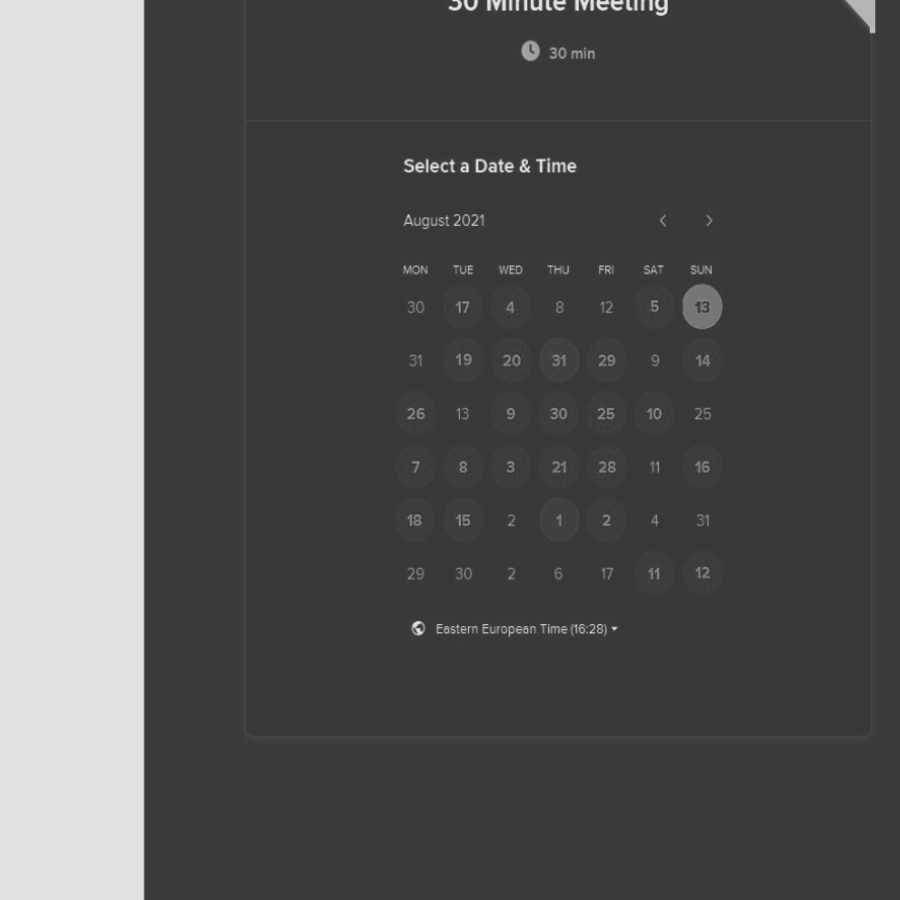 30 Minute Meeting
30 min
Select a Date & Time
August 2021
MON TUE WED THU FRI SAT SUN
30 17 4 8 12 5 13
31 19 20 31 29 9 14
26 13 9 30 25 10 25
7 8 3 21 28 11 16
18 15 2 1 2 4 31
29 30 2 6 17 11 12
Eastern European Time (16:28)